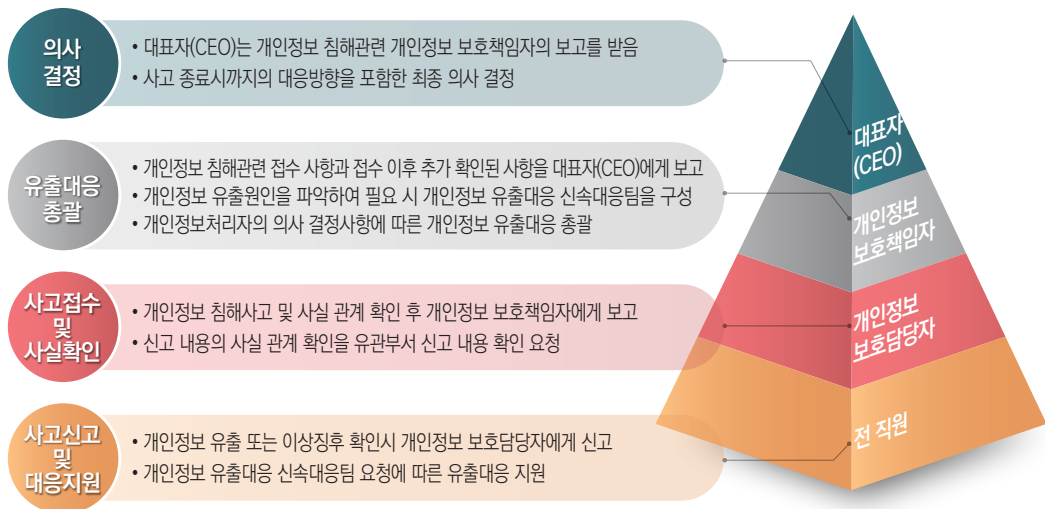 의사
결정
• 대표자(CEO)는 개인정보 침해관련 개인정보 보호책임자의 보고를 받음
• 사고 종료시까지의 대응방향을 포함한 최종 의사 결정
대표자
(CEO)
유출대응
총괄
• 개인정보 침해관련 접수 사항과 접수 이후 추가 확인된 사항을 대표자(CEO)에게 보고
• 개인정보 유출원인을 파악하여 필요 시 개인정보 유출대응 신속대응팀을 구성
• 개인정보처리자의 의사 결정사항에 따른 개인정보 유출대응 총괄
개인정보
보호책임자
사고접수
및
사실확인
• 개인정보 침해사고 및 사실 관계 확인 후 개인정보 보호책임자에게 보고
• 신고 내용의 사실 관계 확인을 유관부서 신고 내용 확인 요청
개인정보
보호담당자
사고신고
및
대응지원
• 개인정보 유출 또는 이상징후 확인시 개인정보 보호담당자에게 신고
• 개인정보 유출대응 신속대응팀 요청에 따른 유출대응 지원
전 직원